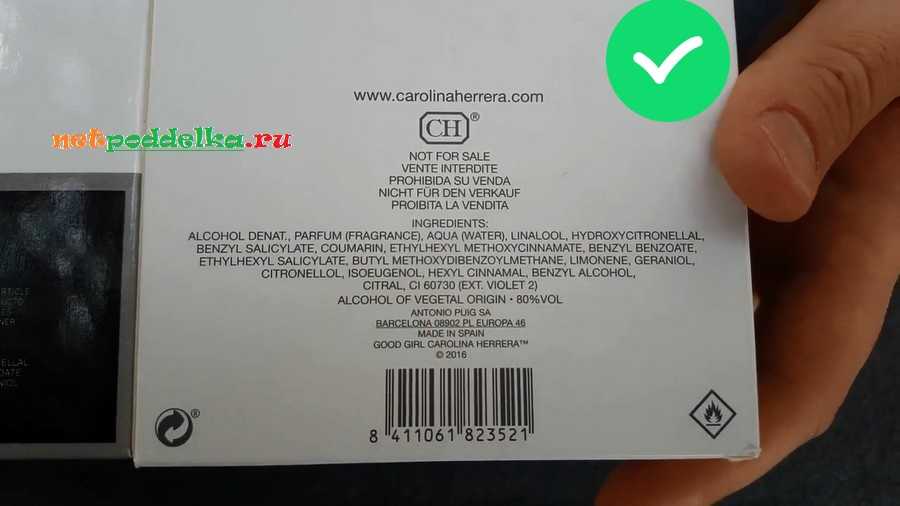 www.carolinaherrera.com
CH®
netpoddelka.ru
NOT FOR SALE
VENTE INTERDITE
PROHIBIDA SU VENDA
NICHT FÜR DEN VERKAUF
PROIBITA LA VENDITA
INGREDIENTS:
ALCOHOL DENAT., PARFUM (FRAGRANCE), AQUA (WATER), LINALOOL, HYDROXYCITRONELLAL,
BENZYL SALICYLATE, COUMARIN, ETHYLHEXYL METHOXYCINNAMATE, BENZYL BENZOATE,
ETHYLHEXYL SALICYLATE, BUTYL METHOXYDIBENZOYLMETHANE, LIMONENE, GERANIOL,
CITRONELLOL, ISOEUGENOL, HEXYL CINNAMAL, BENZYL ALCOHOL,
CITRAL, CI 60730 (EXT. VIOLET 2)
ALCOHOL OF VEGETAL ORIGIN · 80%VOL
ANTONIO PUIG SA
BARCELONA 08902 PL EUROPA 46
MADE IN SPAIN
GOOD GIRL CAROLINA HERRERA™
© 2016
8 411061 823521
®